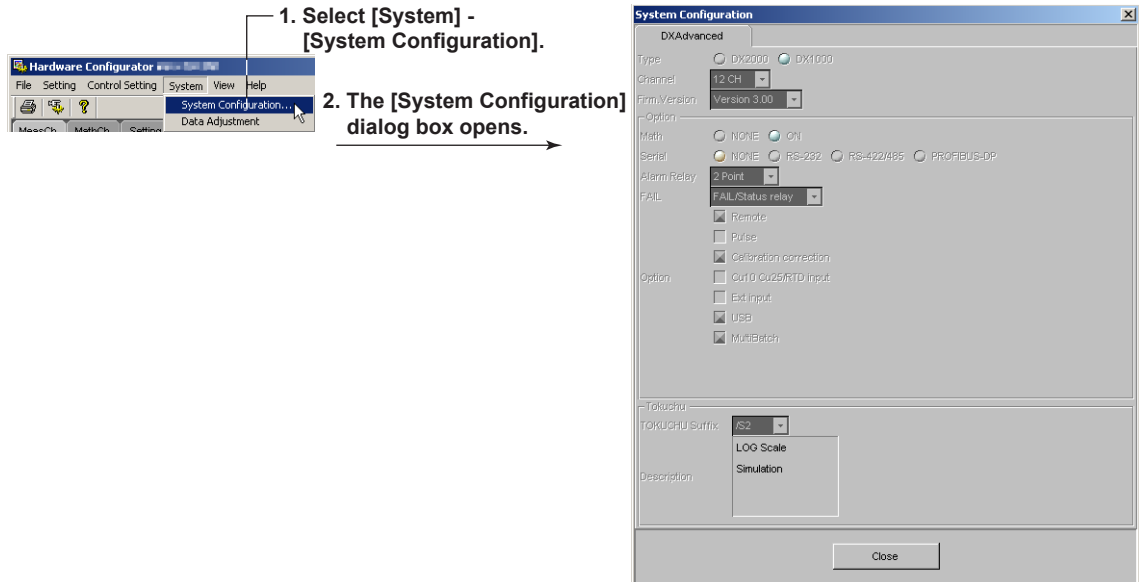 1. Select [System] -
[System Configuration].
Hardware Configurator
File Setting Control Setting System View Help
System Configuration...
Data Adjustment
MeasCh MathCh Setting
2. The [System Configuration]
dialog box opens.
System Configuration
DXAdvanced
Type DX2000 DX1000
Channel 12 CH
Firm.Version Version 3.00
Option
Math NONE ON
Serial NONE RS-232 RS-422/485 PROFIBUS-DP
Alarm Relay 2 Point
FAIL FAIL/Status relay
Remote
Pulse
Calibration correction
Option Cu10 Cu25/RTD input
Ext input
USB
MultiBatch
Tokuchu
TOKUCHU Suffix /S2
LOG Scale
Simulation
Description
Close